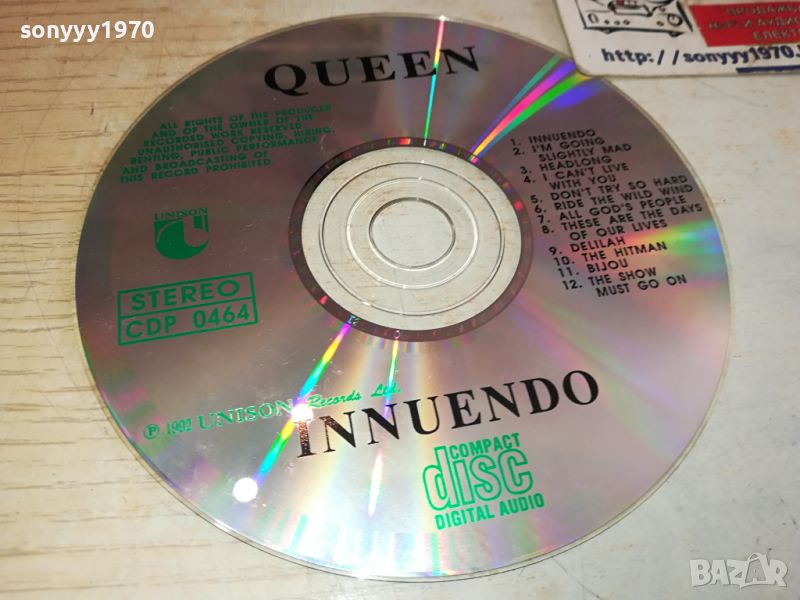 sonyyy1970
QUEEN
ПРОДАЖБА
http://sonyyy1970.
ALL RIGHTS OF THE PRODUCER
AND OF THE OWNER OF THE
RECORDED WORK RESERVED
UNAUTHORISED COPYING, HIRING,
RENTING, PUBLIC PERFORMANCE
AND BROADCASTING OF
THIS RECORD PROHIBITED.
UNISON
STEREO
CDP 0464
1. INNUENDO
2. I'M GOING
SLIGHTLY MAD
3. HEADLONG
4. I CAN'T LIVE
WITH YOU
5. DON'T TRY SO HARD
6. RIDE THE WILD WIND
7. ALL GOD'S PEOPLE
8. THESE ARE THE DAYS
OF OUR LIVES
9. DELILAH
10. THE HITMAN
11. BIJOU
12. THE SHOW
MUST GO ON
℗ 1992 UNISON Records Ltd.
INNUENDO
COMPACT
disc
DIGITAL AUDIO
sonyyy1970
BAZAR